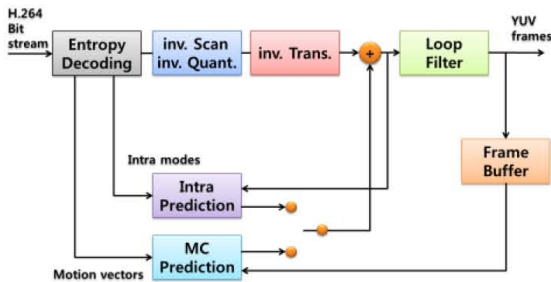 H.264
Bit
stream
YUV
frames
Entropy
Decoding
inv. Scan
inv. Quant.
inv. Trans.
+
Loop
Filter
Frame
Buffer
Intra modes
Intra
Prediction
MC
Prediction
Motion vectors